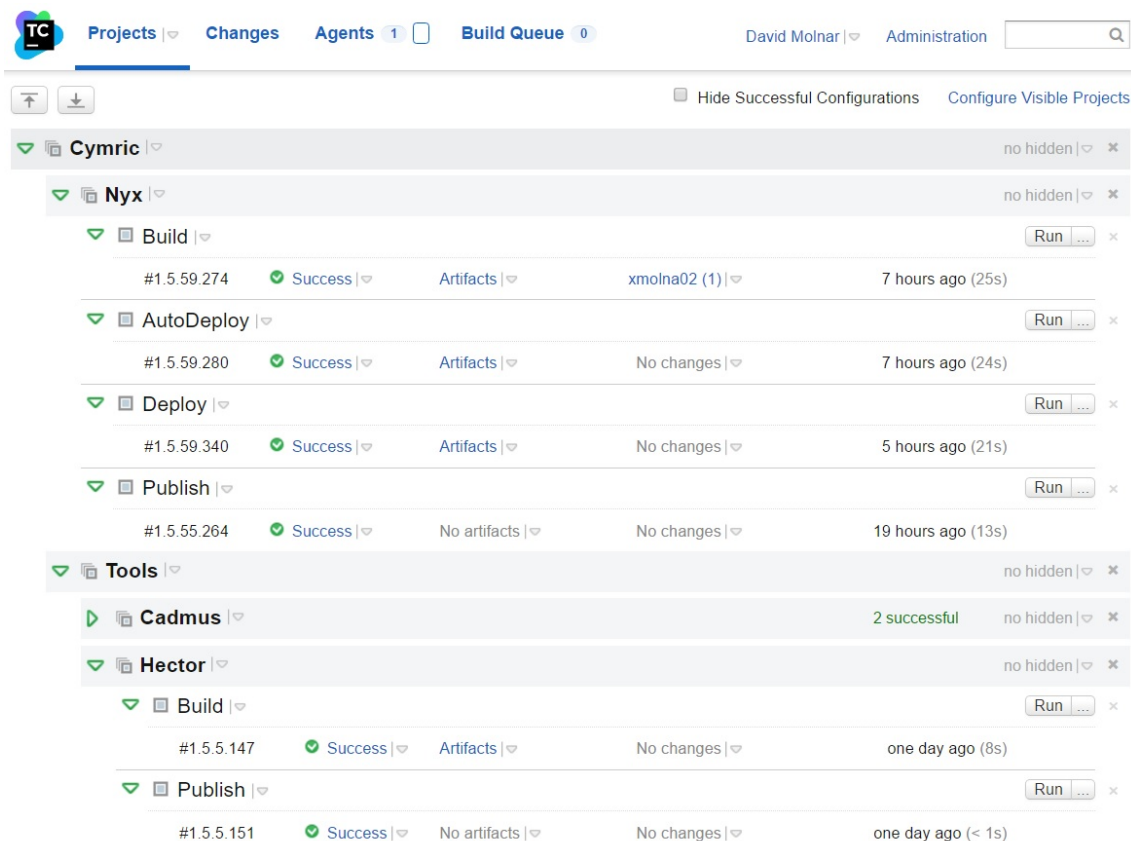 TC Projects Changes Agents 1 Build Queue 0 David Molnar Administration
Hide Successful Configurations Configure Visible Projects
Cymric no hidden
Nyx no hidden
Build Run ...
#1.5.59.274 Success Artifacts xmolna02 (1) 7 hours ago (25s)
AutoDeploy Run ...
#1.5.59.280 Success Artifacts No changes 7 hours ago (24s)
Deploy Run ...
#1.5.59.340 Success Artifacts No changes 5 hours ago (21s)
Publish Run ...
#1.5.55.264 Success No artifacts No changes 19 hours ago (13s)
Tools no hidden
Cadmus 2 successful no hidden
Hector no hidden
Build Run ...
#1.5.5.147 Success Artifacts No changes one day ago (8s)
Publish Run ...
#1.5.5.151 Success No artifacts No changes one day ago (< 1s)